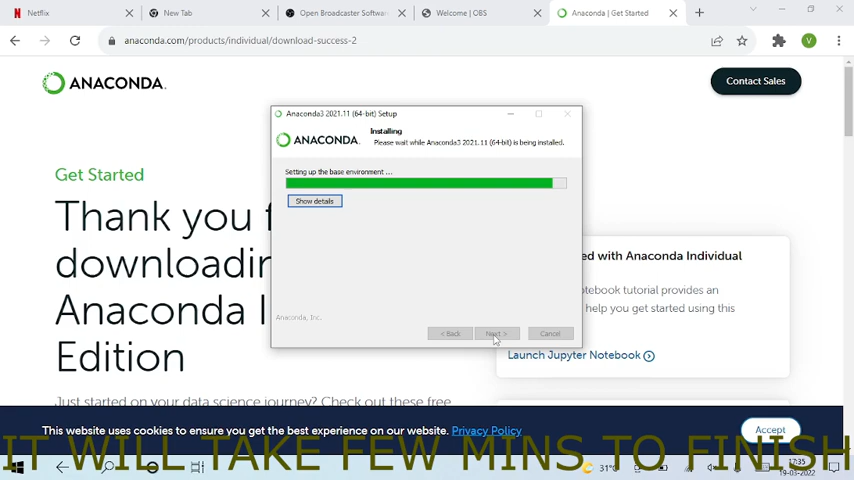 Netflix
New Tab
Open Broadcaster Softwar
Welcome | OBS
Anaconda | Get Started
anaconda.com/products/individual/download-success-2
V
ANACONDA.
Contact Sales
Anaconda3 2021.11 (64-bit) Setup
ANACONDA.
Installing
Please wait while Anaconda3 2021.11 (64-bit) is being installed.
Setting up the base environment ...
Show details
Anaconda, Inc.
< Back
Next >
Cancel
Get Started
Thank you f
downloadin
Anaconda I
Edition
Just started on your data science journey? Check out these free
ed with Anaconda Individual
notebook tutorial provides an
help you get started using this
Launch Jupyter Notebook
This website uses cookies to ensure you get the best experience on our website. Privacy Policy
Accept
IT WILL TAKE FEW MINS TO FINISH
31°C
17:35
19-03-2022